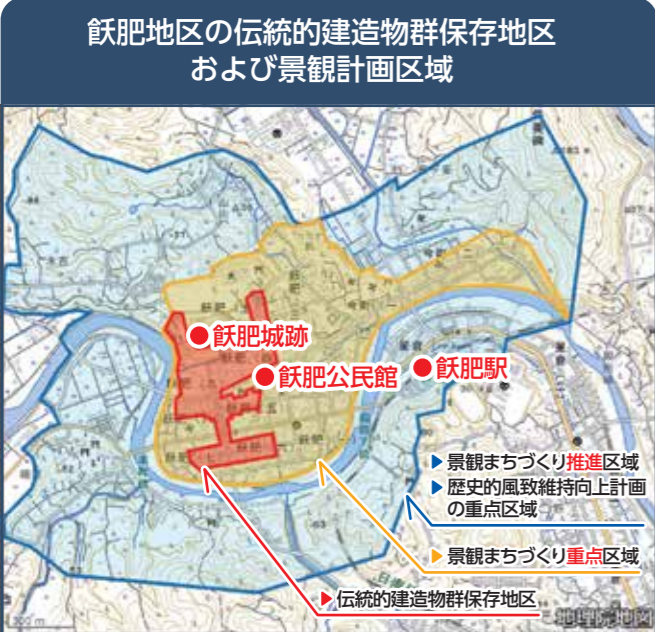 飫肥地区の伝統的建造物群保存地区
および景観計画区域
飫肥城跡
飫肥公民館
飫肥駅
▶景観まちづくり推進区域
▶歴史的風致維持向上計画
の重点区域
▶景観まちづくり重点区域
▶伝統的建造物群保存地区
300 m
地理院地図